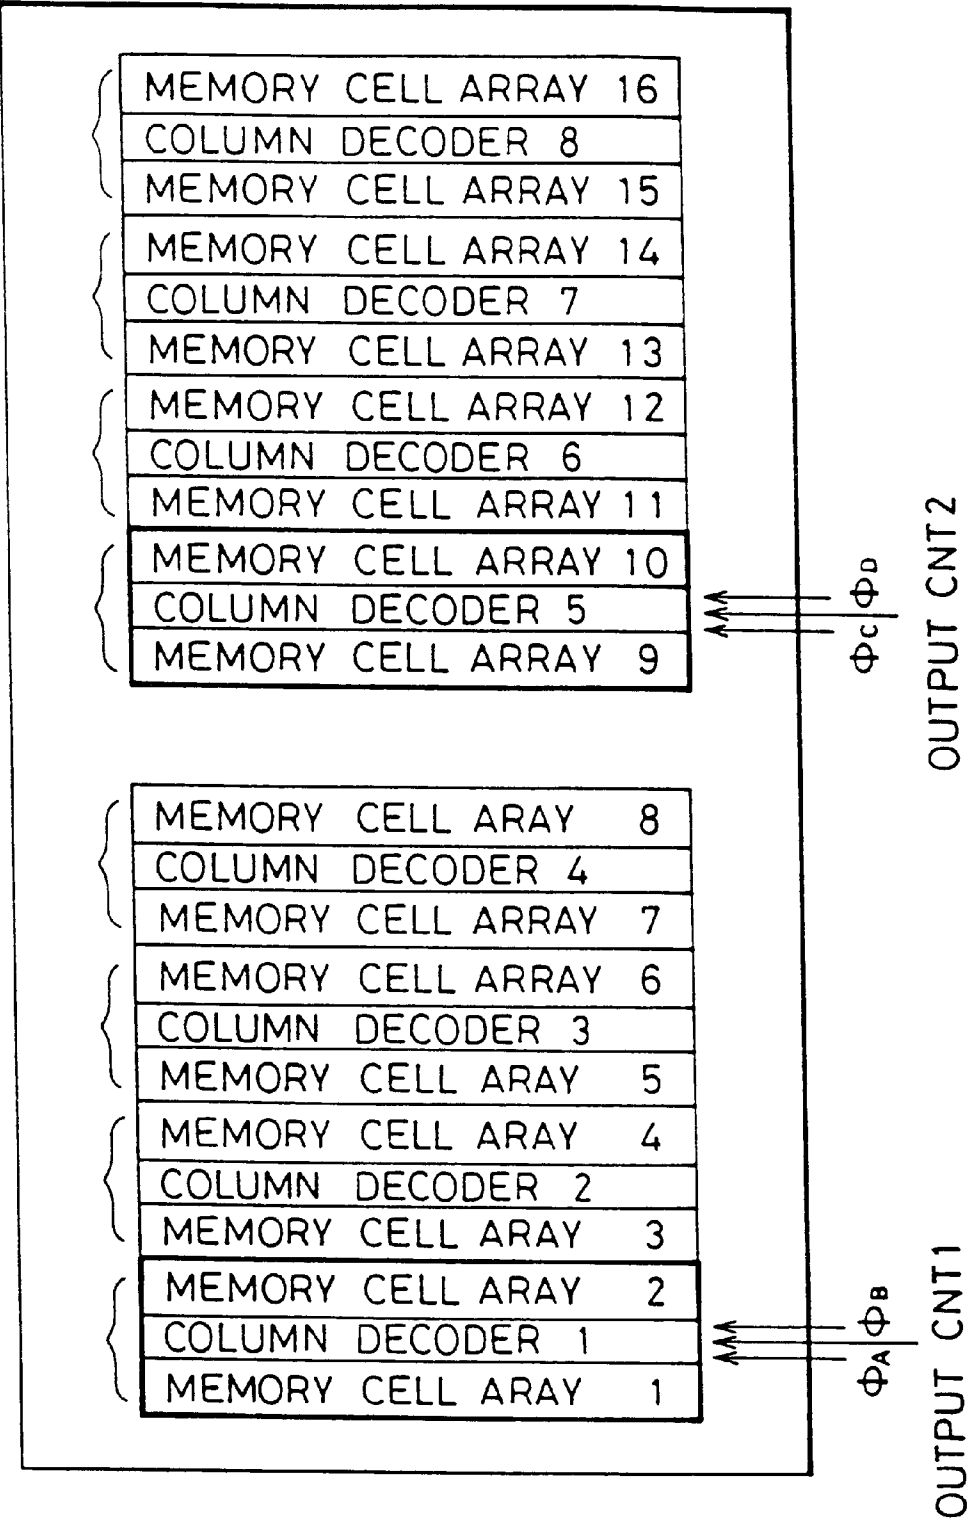 MEMORY CELL ARRAY 16
COLUMN DECODER 8
MEMORY CELL ARRAY 15
MEMORY CELL ARRAY 14
COLUMN DECODER 7
MEMORY CELL ARRAY 13
MEMORY CELL ARRAY 12
COLUMN DECODER 6
MEMORY CELL ARRAY 11
MEMORY CELL ARRAY 10
COLUMN DECODER 5
MEMORY CELL ARRAY 9
ΦD
ΦC
OUTPUT CNT2
MEMORY CELL ARAY 8
COLUMN DECODER 4
MEMORY CELL ARRAY 7
MEMORY CELL ARRAY 6
COLUMN DECODER 3
MEMORY CELL ARAY 5
MEMORY CELL ARAY 4
COLUMN DECODER 2
MEMORY CELL ARAY 3
MEMORY CELL ARAY 2
COLUMN DECODER 1
MEMORY CELL ARAY 1
ΦB
ΦA
OUTPUT CNT1